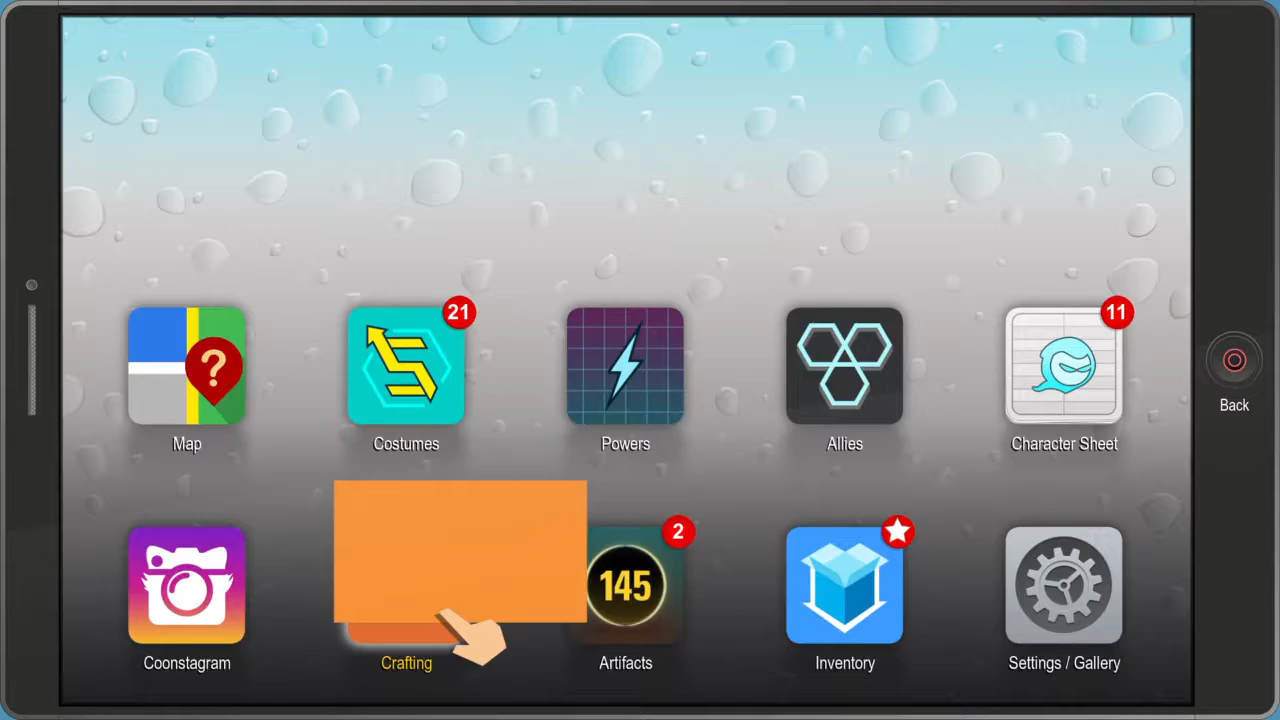 21
11
?
Map
Costumes
Powers
Allies
Character Sheet
Back
2
145
Coonstagram
Crafting
Artifacts
Inventory
Settings / Gallery